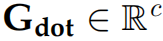 G_dot ∈ ℝ^c